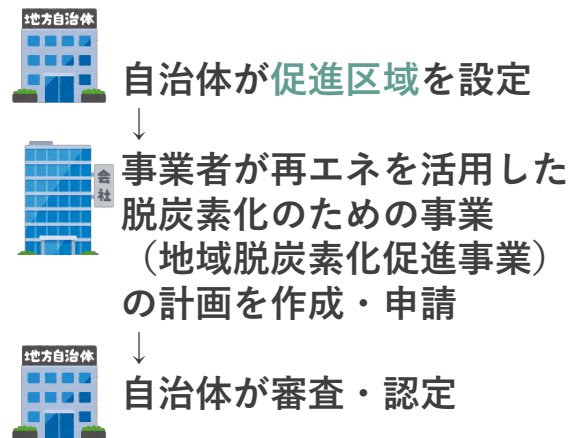 地方自治体
自治体が促進区域を設定
↓
会社
事業者が再エネを活用した
脱炭素化のための事業
（地域脱炭素化促進事業）
の計画を作成・申請
↓
地方自治体
自治体が審査・認定